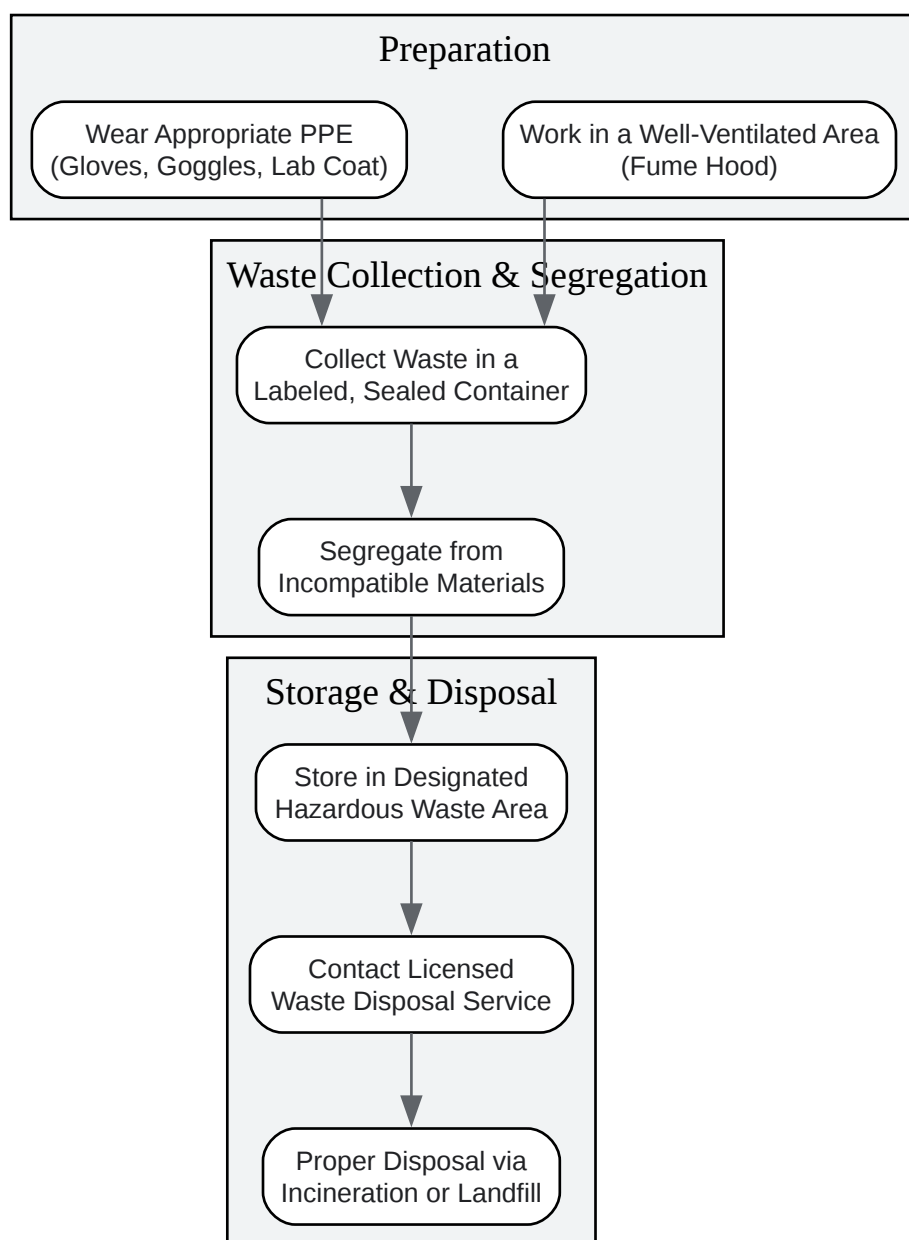 Preparation
Wear Appropriate PPE
(Gloves, Goggles, Lab Coat)
Work in a Well-Ventilated Area
(Fume Hood)
Waste Collection & Segregation
Collect Waste in a
Labeled, Sealed Container
Segregate from
Incompatible Materials
Storage & Disposal
Store in Designated
Hazardous Waste Area
Contact Licensed
Waste Disposal Service
Proper Disposal via
Incineration or Landfill